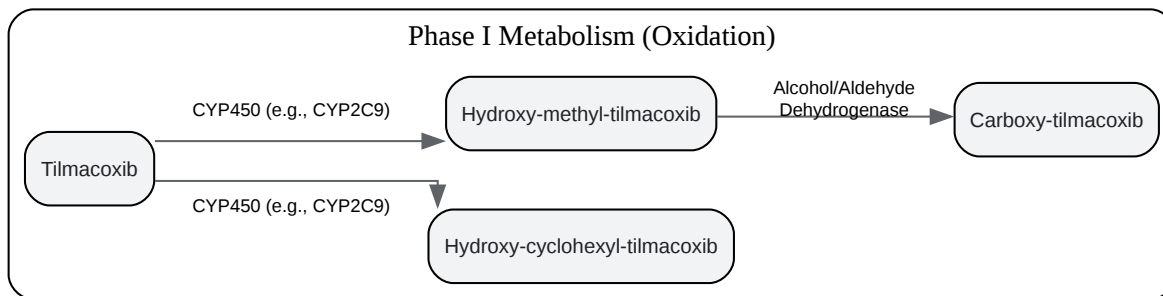 Phase I Metabolism (Oxidation)
Tilmacoxib
CYP450 (e.g., CYP2C9)
Hydroxy-methyl-tilmacoxib
Alcohol/Aldehyde
Dehydrogenase
Carboxy-tilmacoxib
CYP450 (e.g., CYP2C9)
Hydroxy-cyclohexyl-tilmacoxib